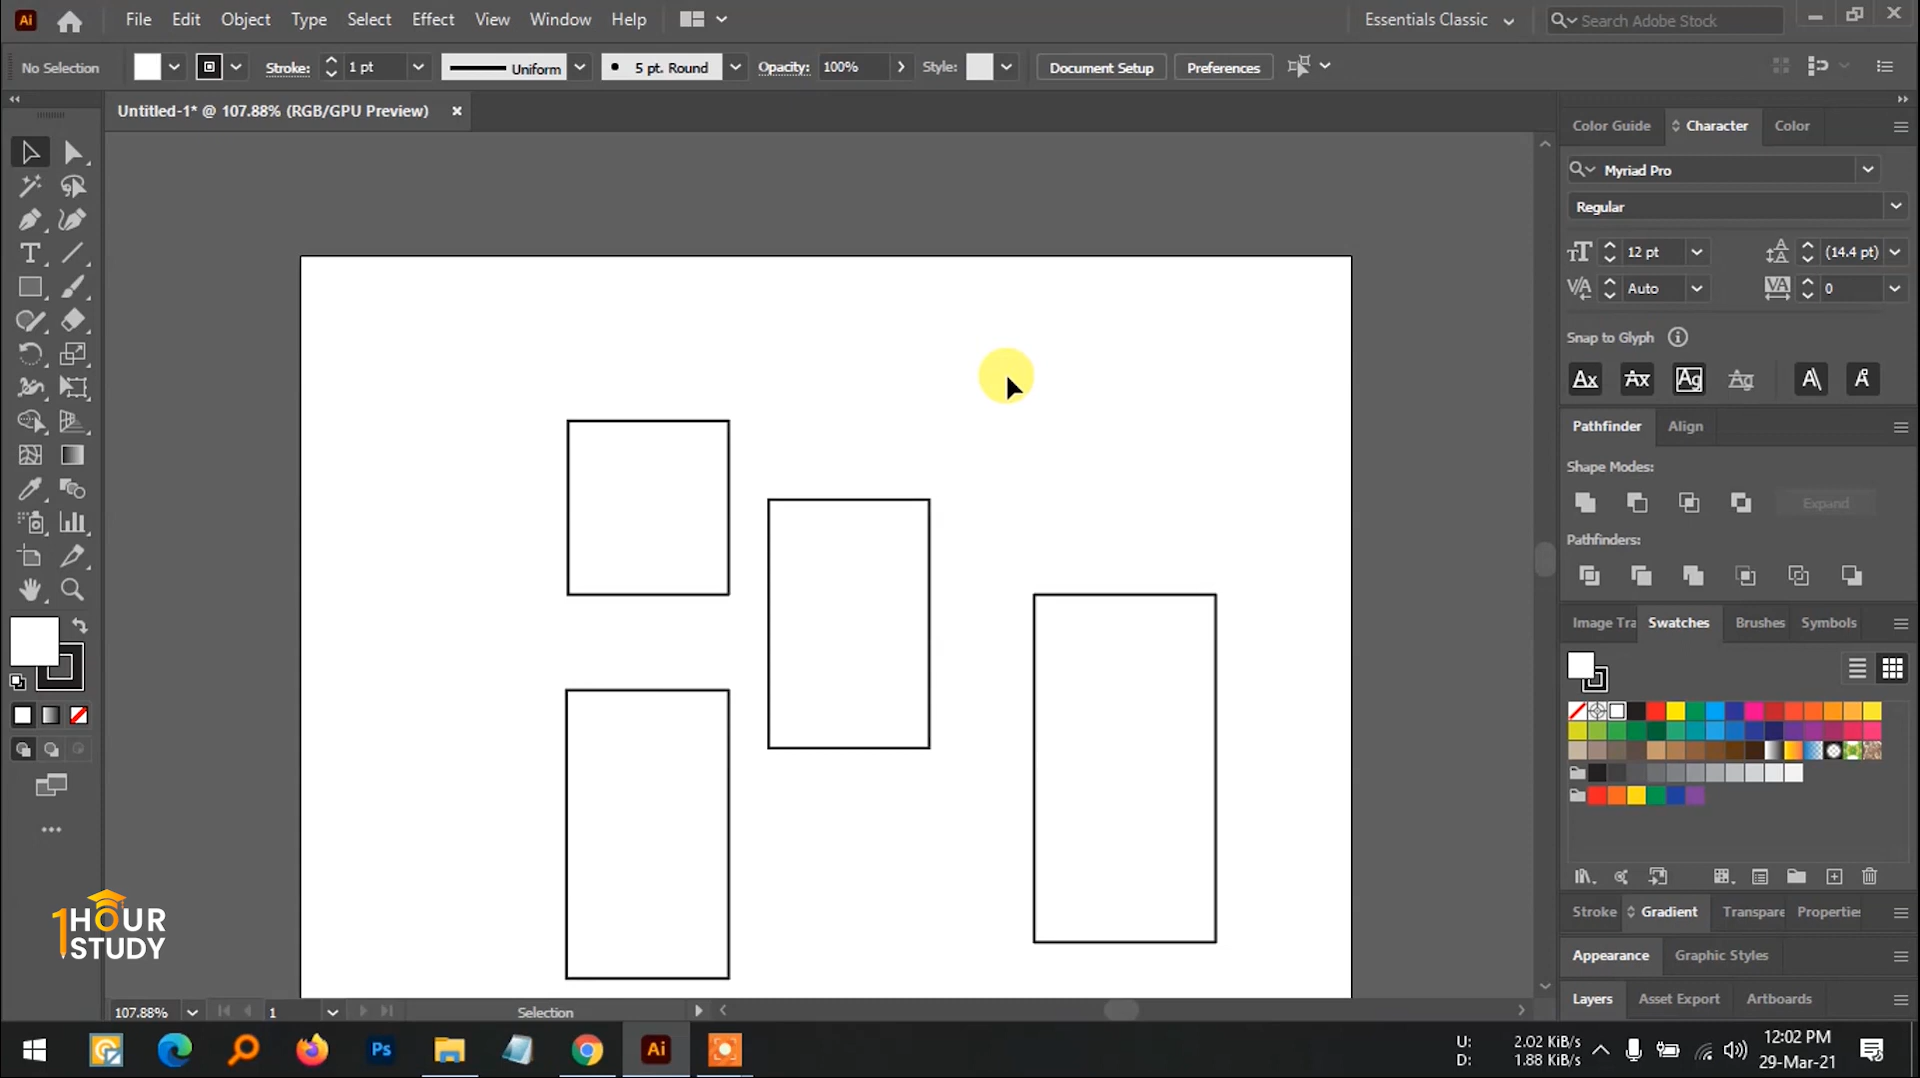 Ai File Edit Object Type Select Effect View Window Help Essentials Classic Search Adobe Stock
No Selection Stroke: 1 pt Uniform 5 pt. Round Opacity: 100% Style: Document Setup Preferences
Untitled-1* @ 107.88% (RGB/GPU Preview)
Color Guide Character Color
Myriad Pro
Regular
12 pt (14.4 pt)
Auto 0
Snap to Glyph
Pathfinder Align
Shape Modes:
Expand
Pathfinders:
Image Tra Swatches Brushes Symbols
Stroke Gradient Transpare Propertie
Appearance Graphic Styles
Layers Asset Export Artboards
1HOUR
STUDY
107.88% 1 Selection
Ps Ai
U: 2.02 KiB/s
D: 1.88 KiB/s
12:02 PM
29-Mar-21